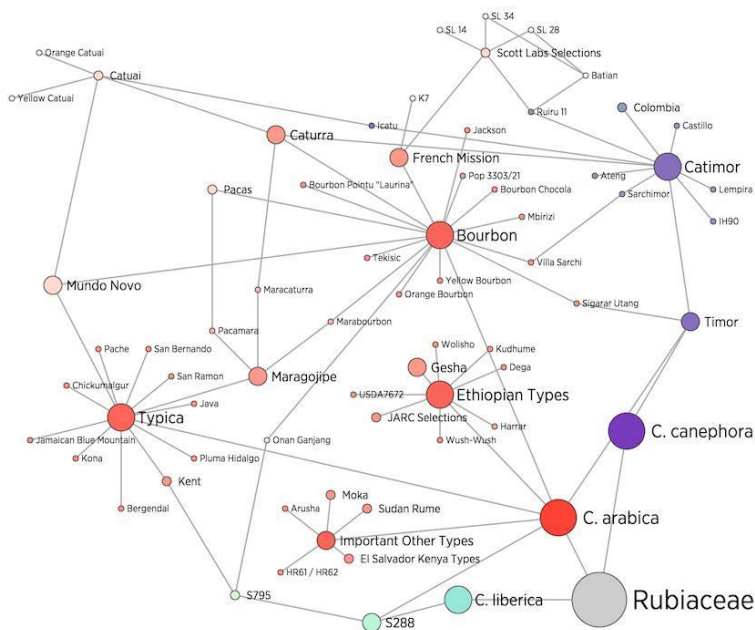 SL 34
SL 14
SL 28
Orange Catuai
Scott Labs Selections
Catuai
Batian
Yellow Catuai
K7
Colombia
Ruiru 11
Icatu
Castillo
Caturra
Jackson
French Mission
Catimor
Pop 3303/21
Ateng
Bourbon Pointu "Laurina"
Pacas
Bourbon Chocola
Lempira
Sarchimor
Mbirizi
IH90
Bourbon
Tekisic
Villa Sarchi
Yellow Bourbon
Mundo Novo
Maracaturra
Orange Bourbon
Sigarar Utang
Marabourbon
Timor
Pacamara
Wolisho
Kudhume
Pache
San Bernando
Gesha
Dega
San Ramon
Maragojipe
Chickumalgur
USDA7672
Ethiopian Types
Java
Typica
JARC Selections
Harrar
C. canephora
Jamaican Blue Mountain
Onan Ganjang
Wush-Wush
Kona
Pluma Hidalgo
Kent
Moka
Bergendal
Arusha
Sudan Rume
C. arabica
Important Other Types
El Salvador Kenya Types
HR61 / HR62
S795
C. liberica
Rubiaceae
S288